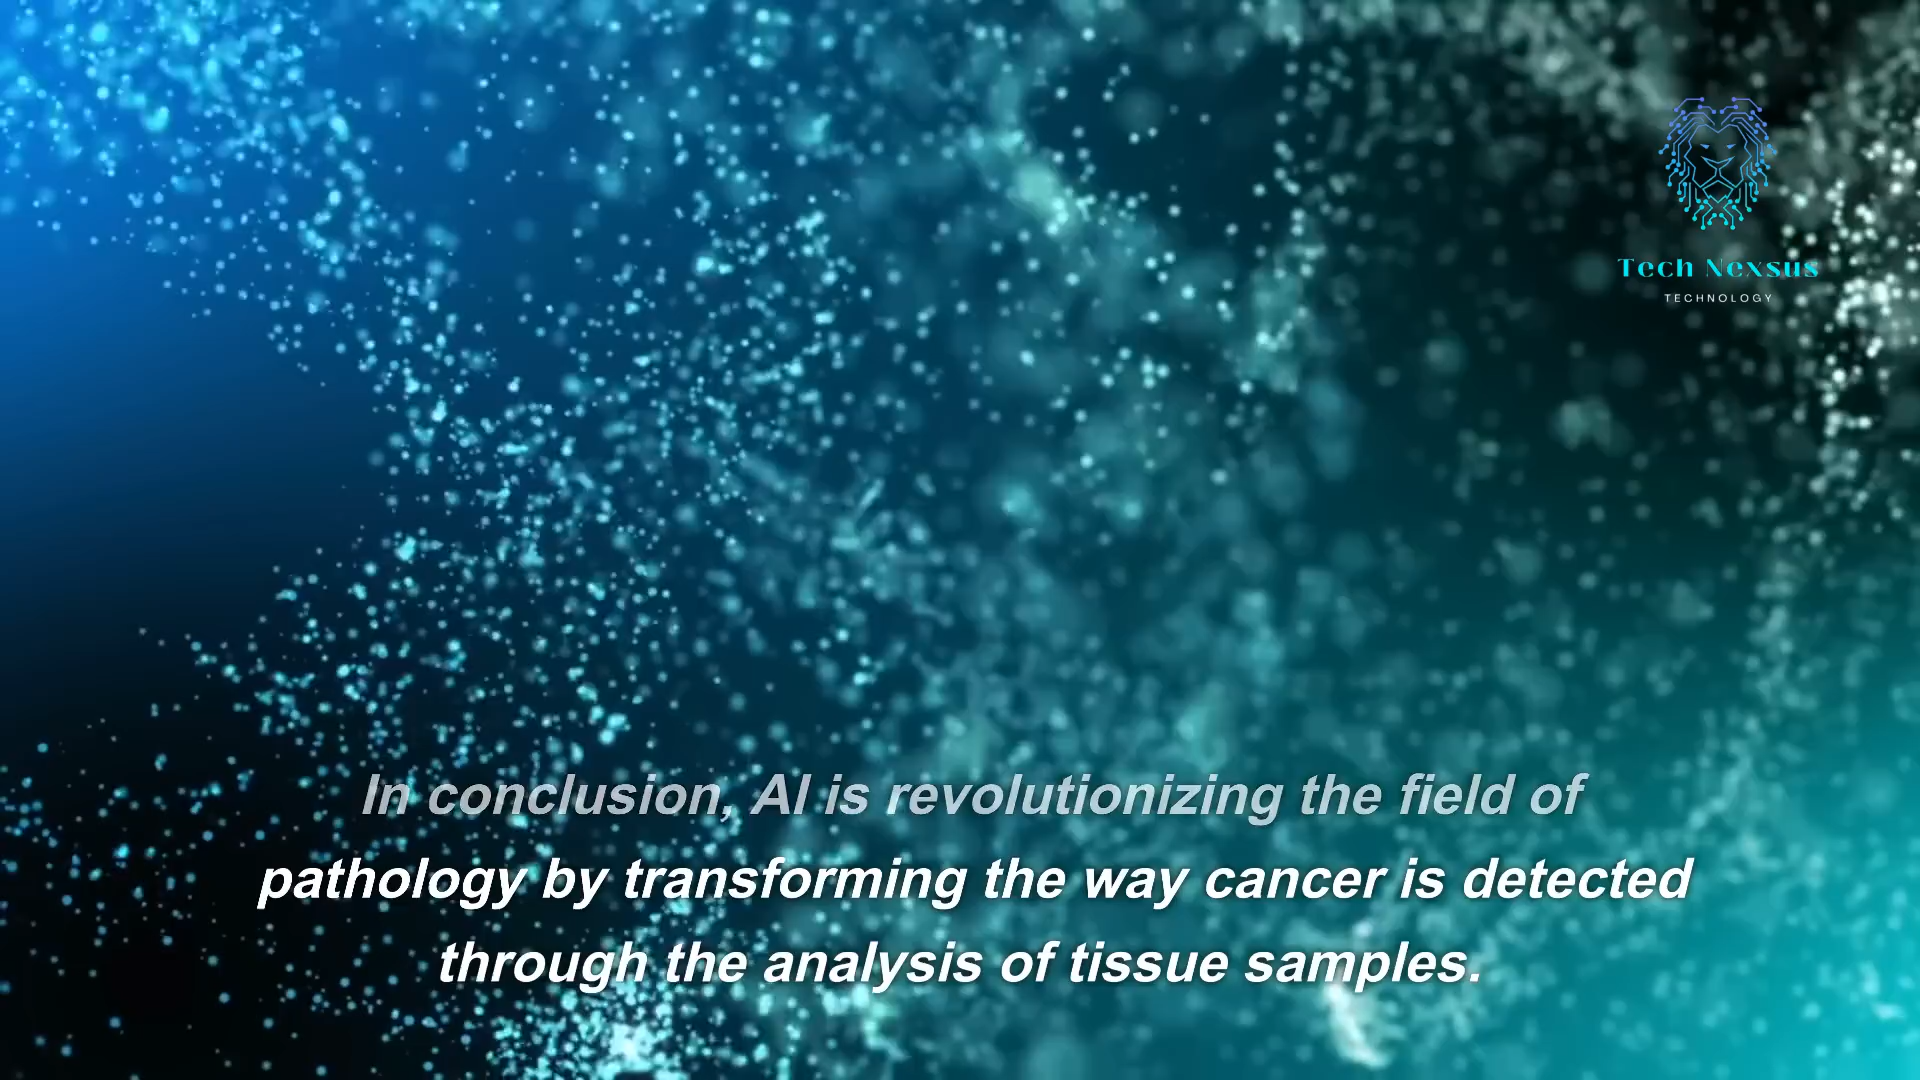 Tech Nexsus
TECHNOLOGY
In conclusion, AI is revolutionizing the field of
pathology by transforming the way cancer is detected
through the analysis of tissue samples.